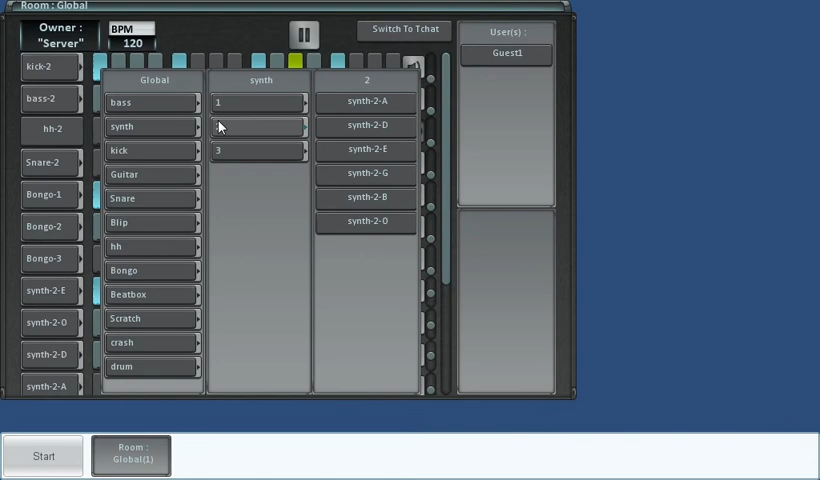 Room : Global
Owner :
"Server"
BPM
120
Switch To Tchat
User(s) :
Guest1
kick-2
bass-2
hh-2
Snare-2
Bongo-1
Bongo-2
Bongo-3
synth-2-E
synth-2-O
synth-2-D
synth-2-A
Global
bass
synth
kick
Guitar
Snare
Blip
hh
Bongo
Beatbox
Scratch
crash
drum
synth
1
3
2
synth-2-A
synth-2-D
synth-2-E
synth-2-G
synth-2-B
synth-2-O
Start
Room :
Global(1)